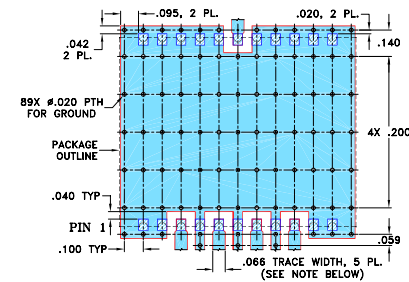 .095, 2 PL.
.020, 2 PL.
.042
2 PL.
.140
89X ø.020 PTH
FOR GROUND
4X .200
PACKAGE
OUTLINE
.040 TYP
PIN 1
.100 TYP
.059
.066 TRACE WIDTH, 5 PL.
(SEE NOTE BELOW)